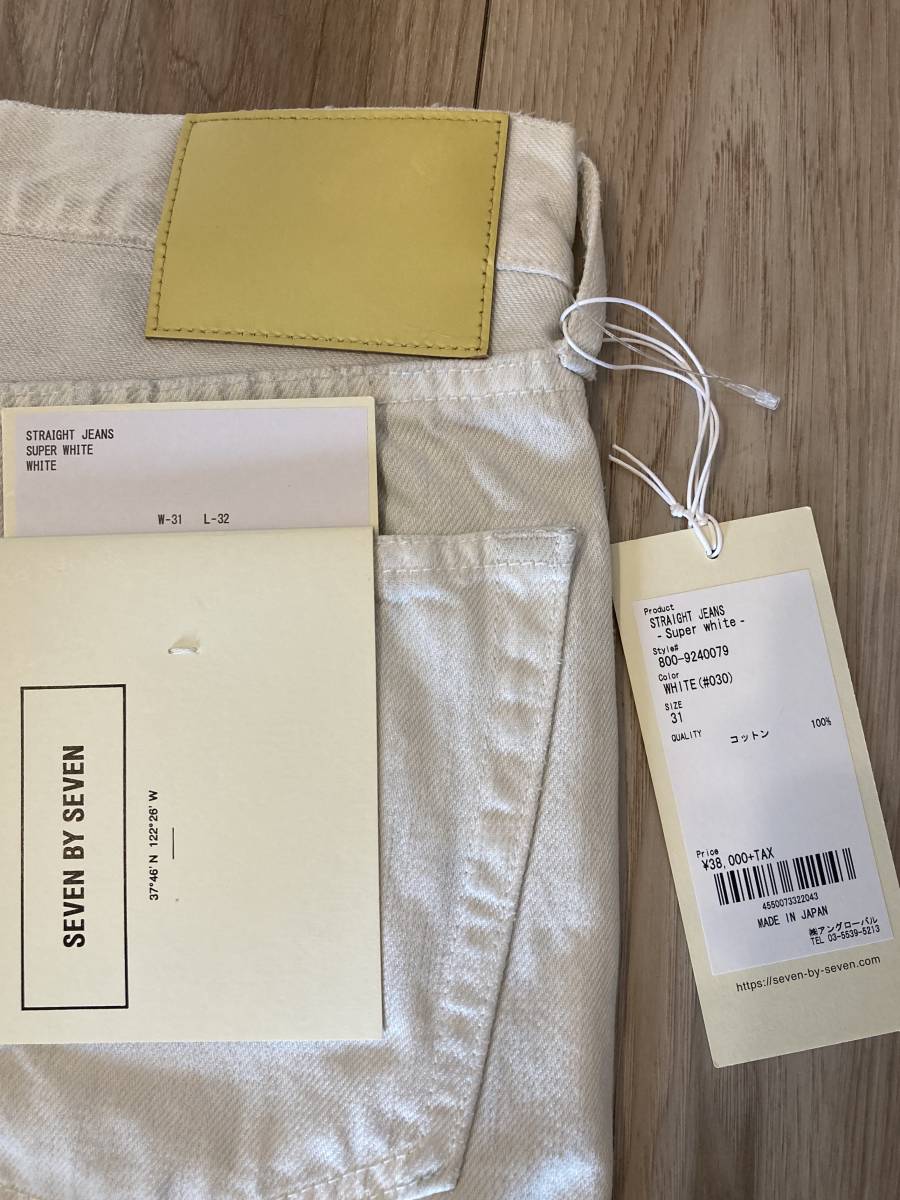 STRAIGHT JEANS
SUPER WHITE
WHITE
W-31 L-32
SEVEN BY SEVEN
37°46' N 122°26' W
Product
STRAIGHT JEANS
- Super white -
Style#
800-9240079
Color
WHITE(#030)
SIZE
31
QUALITY コットン 100%
Price
¥38,000+TAX
4550073322043
MADE IN JAPAN
㈱アングローバル
TEL 03-5539-5213
https://seven-by-seven.com